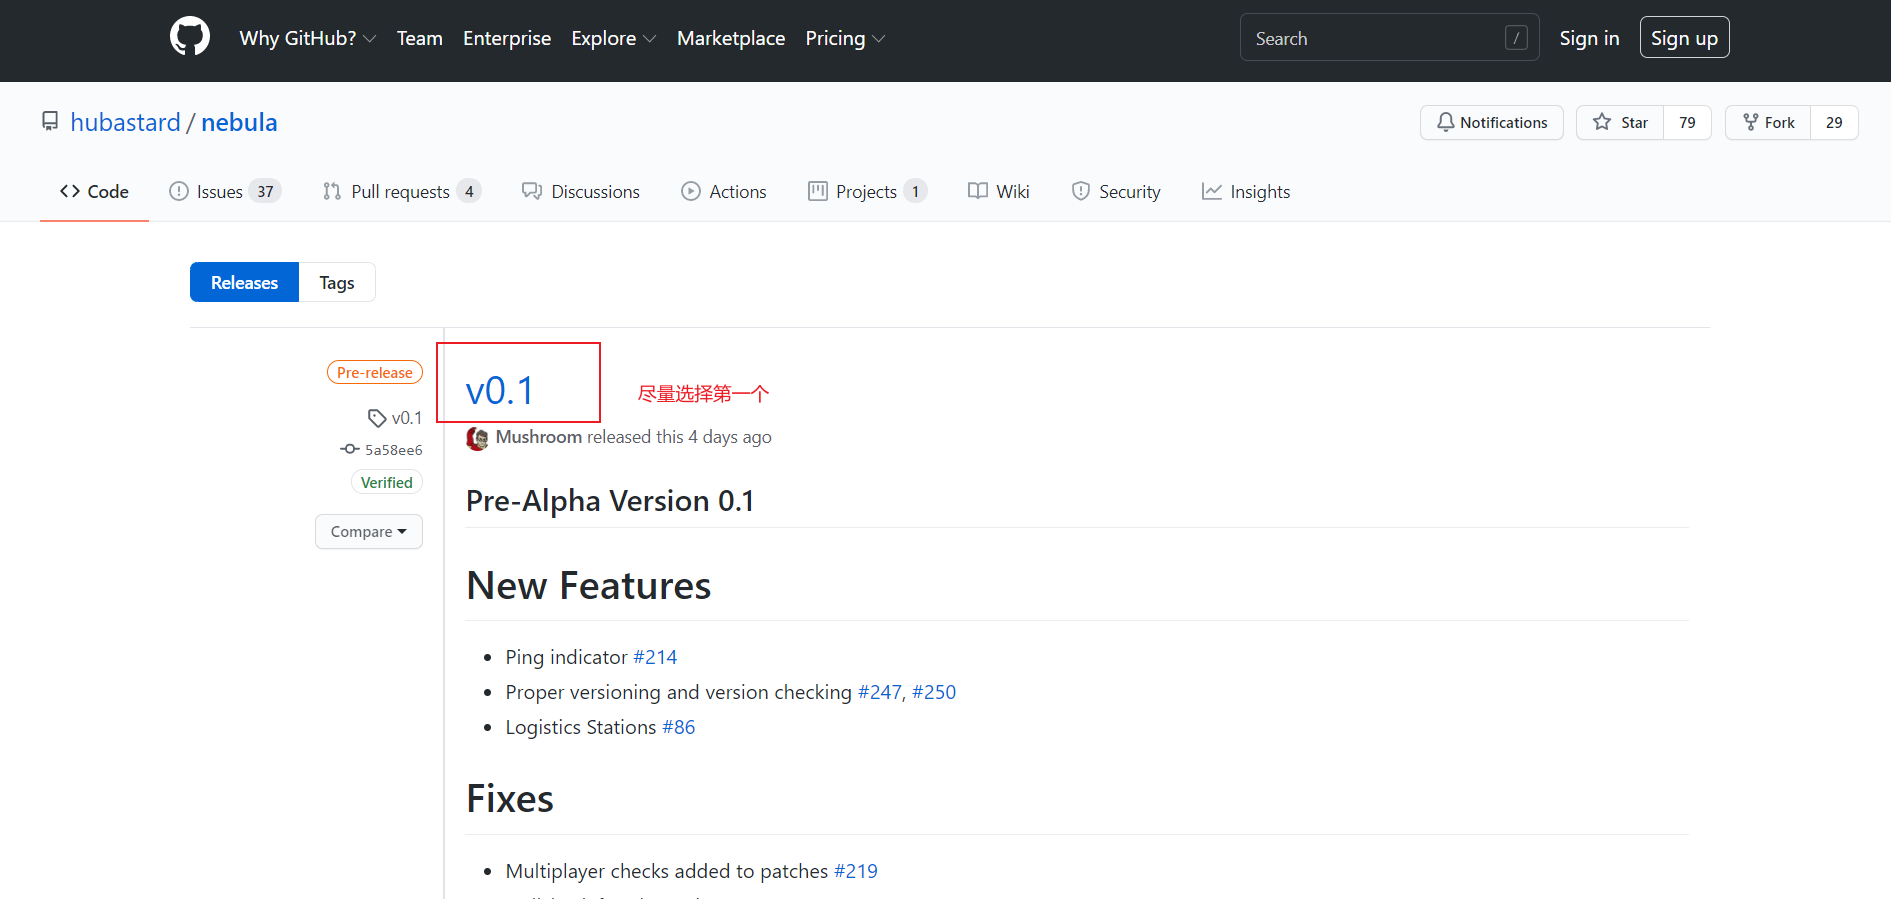 Why GitHub? Team Enterprise Explore Marketplace Pricing Search / Sign in Sign up
hubastard / nebula Notifications Star 79 Fork 29
Code Issues 37 Pull requests 4 Discussions Actions Projects 1 Wiki Security Insights
Releases Tags
Pre-release
v0.1
5a58ee6
Verified
Compare
v0.1 尽量选择第一个
Mushroom released this 4 days ago
Pre-Alpha Version 0.1
New Features
• Ping indicator #214
• Proper versioning and version checking #247, #250
• Logistics Stations #86
Fixes
• Multiplayer checks added to patches #219